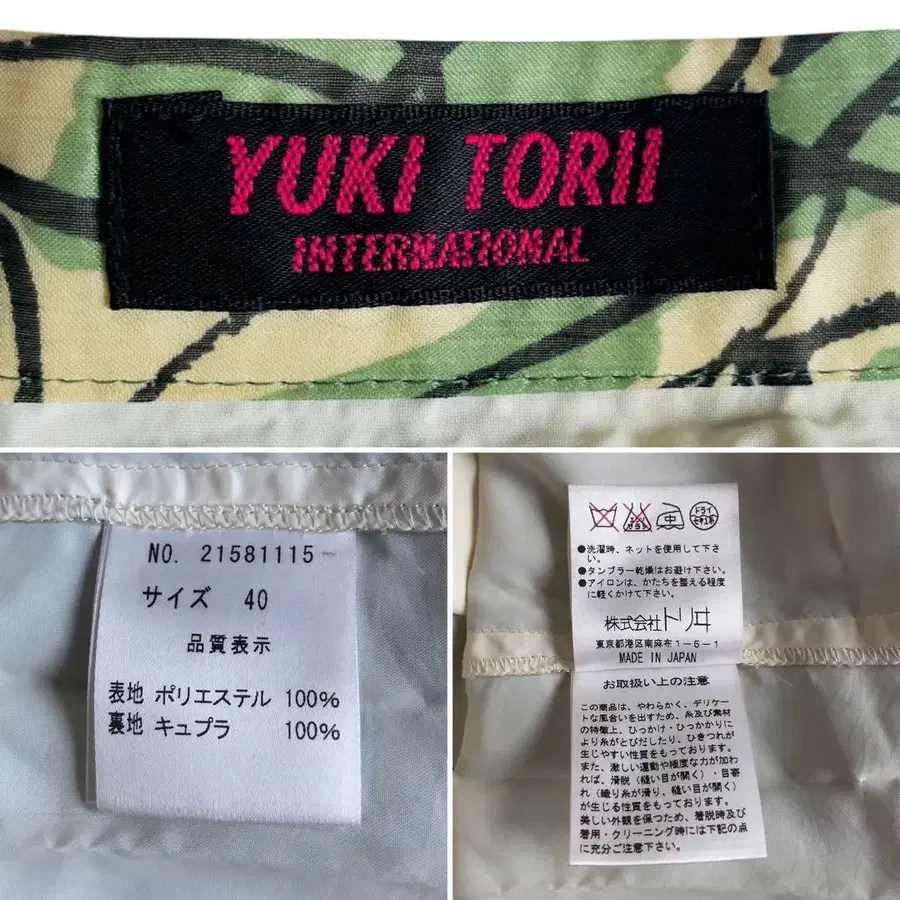 YUKI TORII
INTERNATIONAL
NO. 21581115-
サイズ 40
品質表示
表地 ポリエステル 100%
裏地 キュプラ 100%
中
ドライ
セキユ系
●洗濯時、ネットを使用して下さ
い。
●タンブラー乾燥はお避け下さい。
●アイロンは、かたちを整える程度
に軽くかけて下さい。
株式会社トリヰ
東京都港区南麻布1-5-1
MADE IN JAPAN
お取扱い上の注意
この商品は、やわらかく、デリケー
トな風合いを出すため、糸及び素材
の特徴上、ひっかけ・ひっかかりに
より糸がとびだしたり、ひきつれが
生じやすい性質をもっております。
また、激しい運動や極度な力が加わ
れば、滑脱(縫い目が開く)・目寄
れ(織り糸が滑り、縫い目が開く)
が生じる性質をもっております。
美しい外観を保つため、着脱時及び
着用・クリーニング時には下記の点
に充分ご注意下さい。